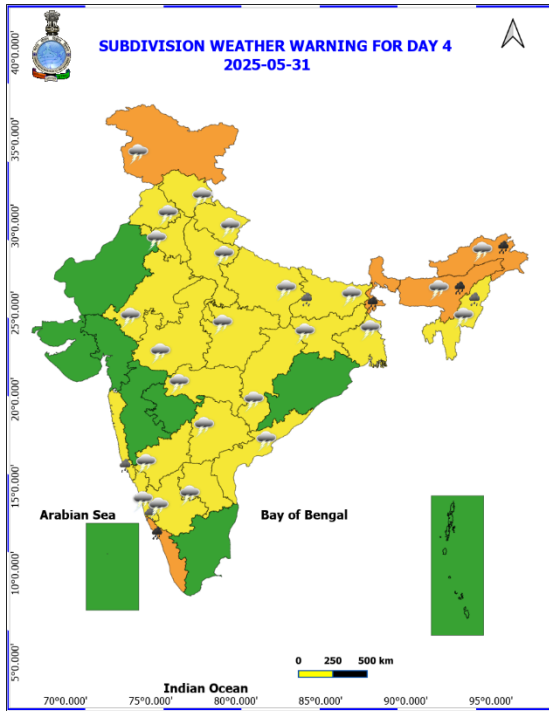 SUBDIVISION WEATHER WARNING FOR DAY 4
2025-05-31
40°0.000'
35°0.000'
30°0.000'
25°0.000'
20°0.000'
15°0.000'
10°0.000'
5°0.000'
Arabian Sea
Bay of Bengal
0 250 500 km
Indian Ocean
70°0.000' 75°0.000' 80°0.000' 85°0.000' 90°0.000' 95°0.000'